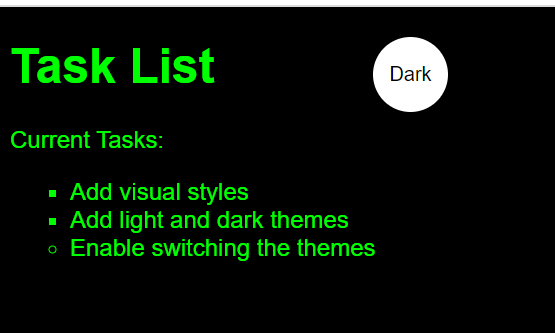 Task List
Dark
Current Tasks:
Add visual styles
Add light and dark themes
Enable switching the themes